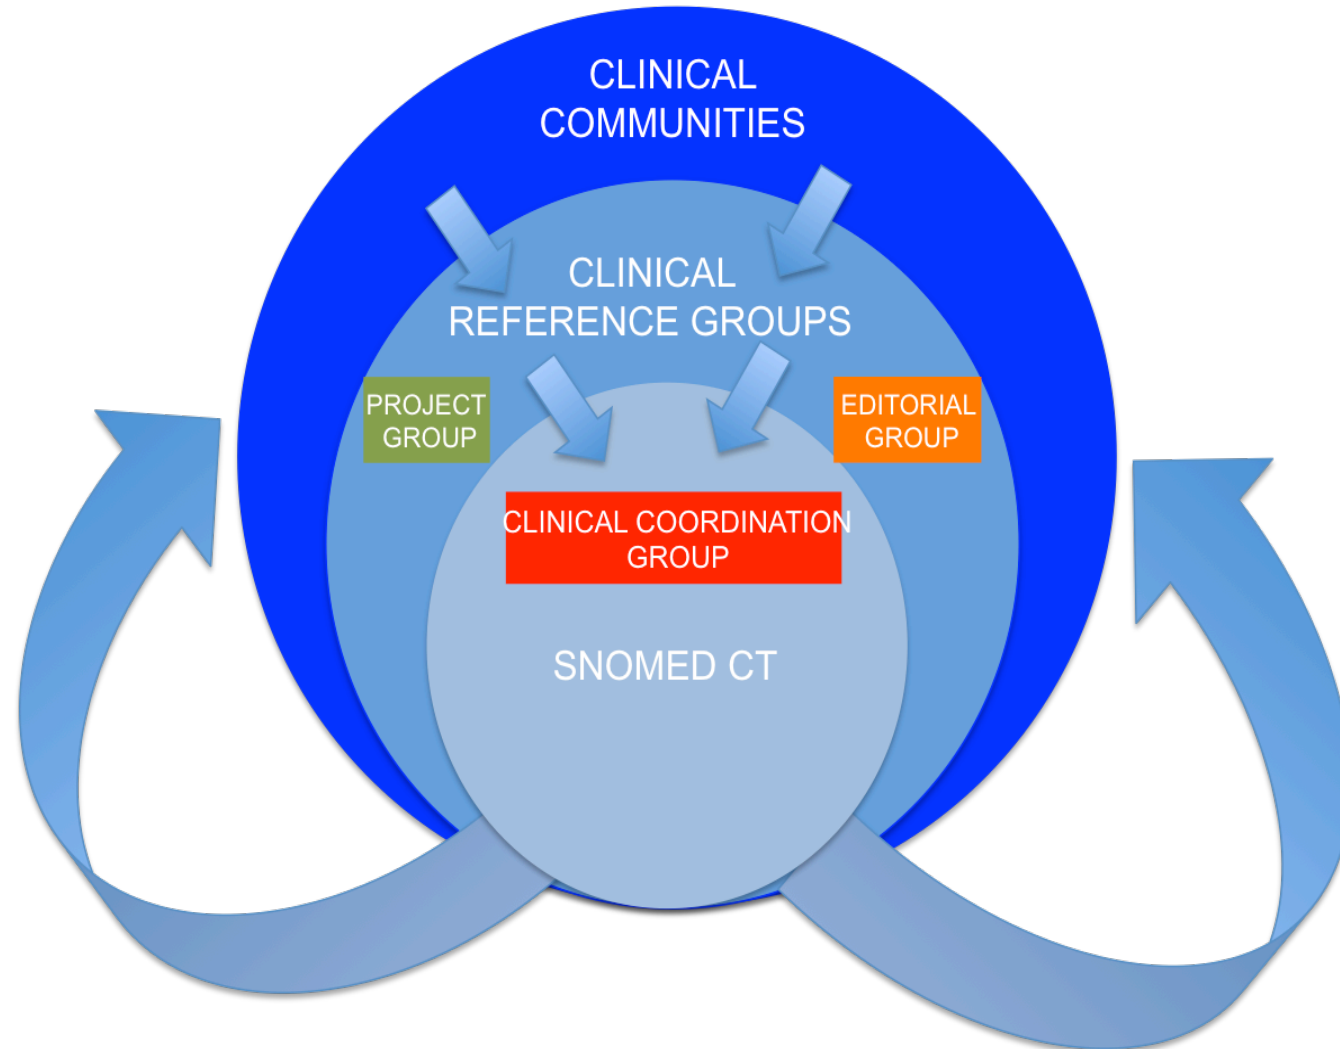 CLINICAL
COMMUNITIES
CLINICAL
REFERENCE GROUPS
PROJECT
GROUP
EDITORIAL
GROUP
CLINICAL COORDINATION
GROUP
SNOMED CT